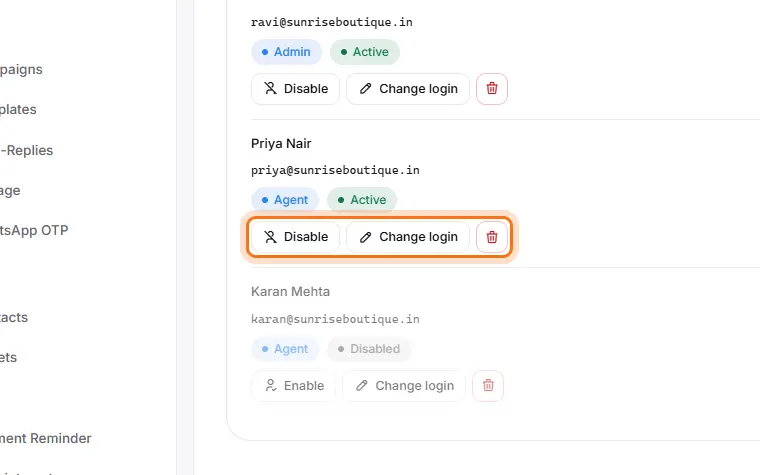 paigns
plates
-Replies
age
tsApp OTP
tacts
ets
ment Reminder
ravi@sunriseboutique.in
Admin Active
Disable Change login
Priya Nair
priya@sunriseboutique.in
Agent Active
Disable Change login
Karan Mehta
karan@sunriseboutique.in
Agent Disabled
Enable Change login